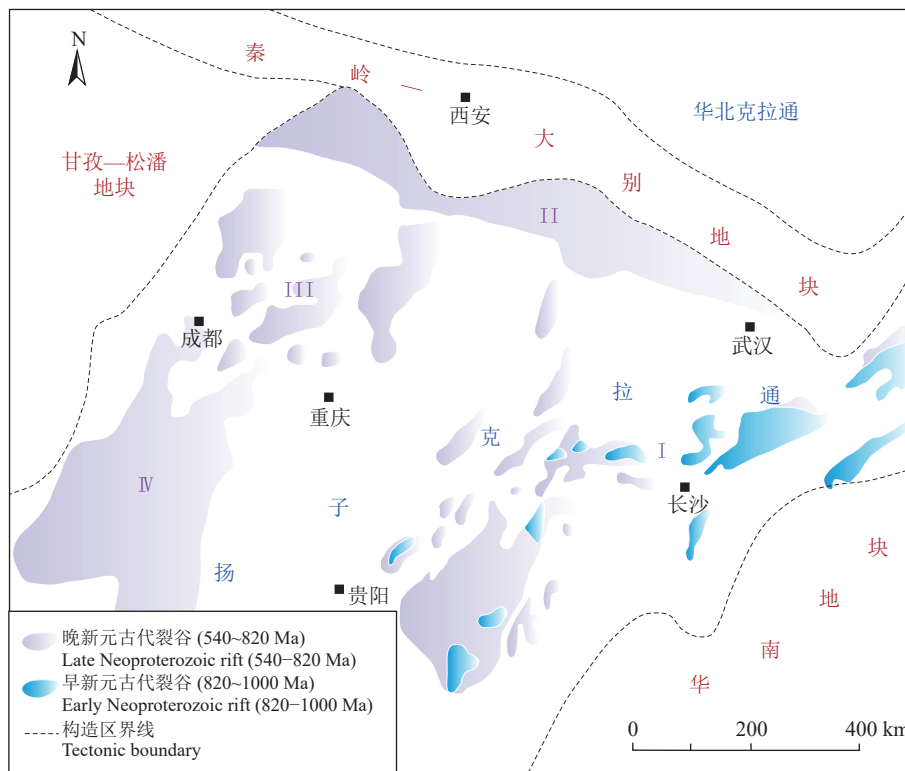 N
秦
岭
—
西安
大
别
地
块
华北克拉通
甘孜—松潘
地块
II
III
成都
武汉
重庆
扬
子
克
拉
通
I
IV
长沙
贵阳
华
南
地
块
晚新元古代裂谷 (540~820 Ma)
Late Neoproterozoic rift (540−820 Ma)
早新元古代裂谷 (820~1000 Ma)
Early Neoproterozoic rift (820−1000 Ma)
构造区界线
Tectonic boundary
0 200 400 km